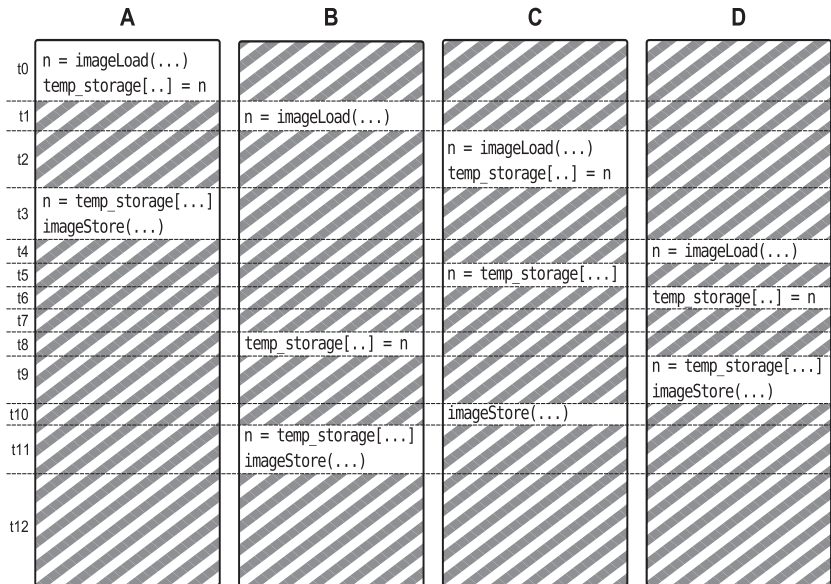 A B C D
t0
n = imageLoad(...)
temp_storage[..] = n
t1
n = imageLoad(...)
t2
n = imageLoad(...)
temp_storage[..] = n
t3
n = temp_storage[...]
imageStore(...)
t4
n = imageLoad(...)
t5
n = temp_storage[...]
t6
temp_storage[..] = n
t7
t8
temp_storage[..] = n
t9
n = temp_storage[...]
imageStore(...)
t10
imageStore(...)
t11
n = temp_storage[...]
imageStore(...)
t12